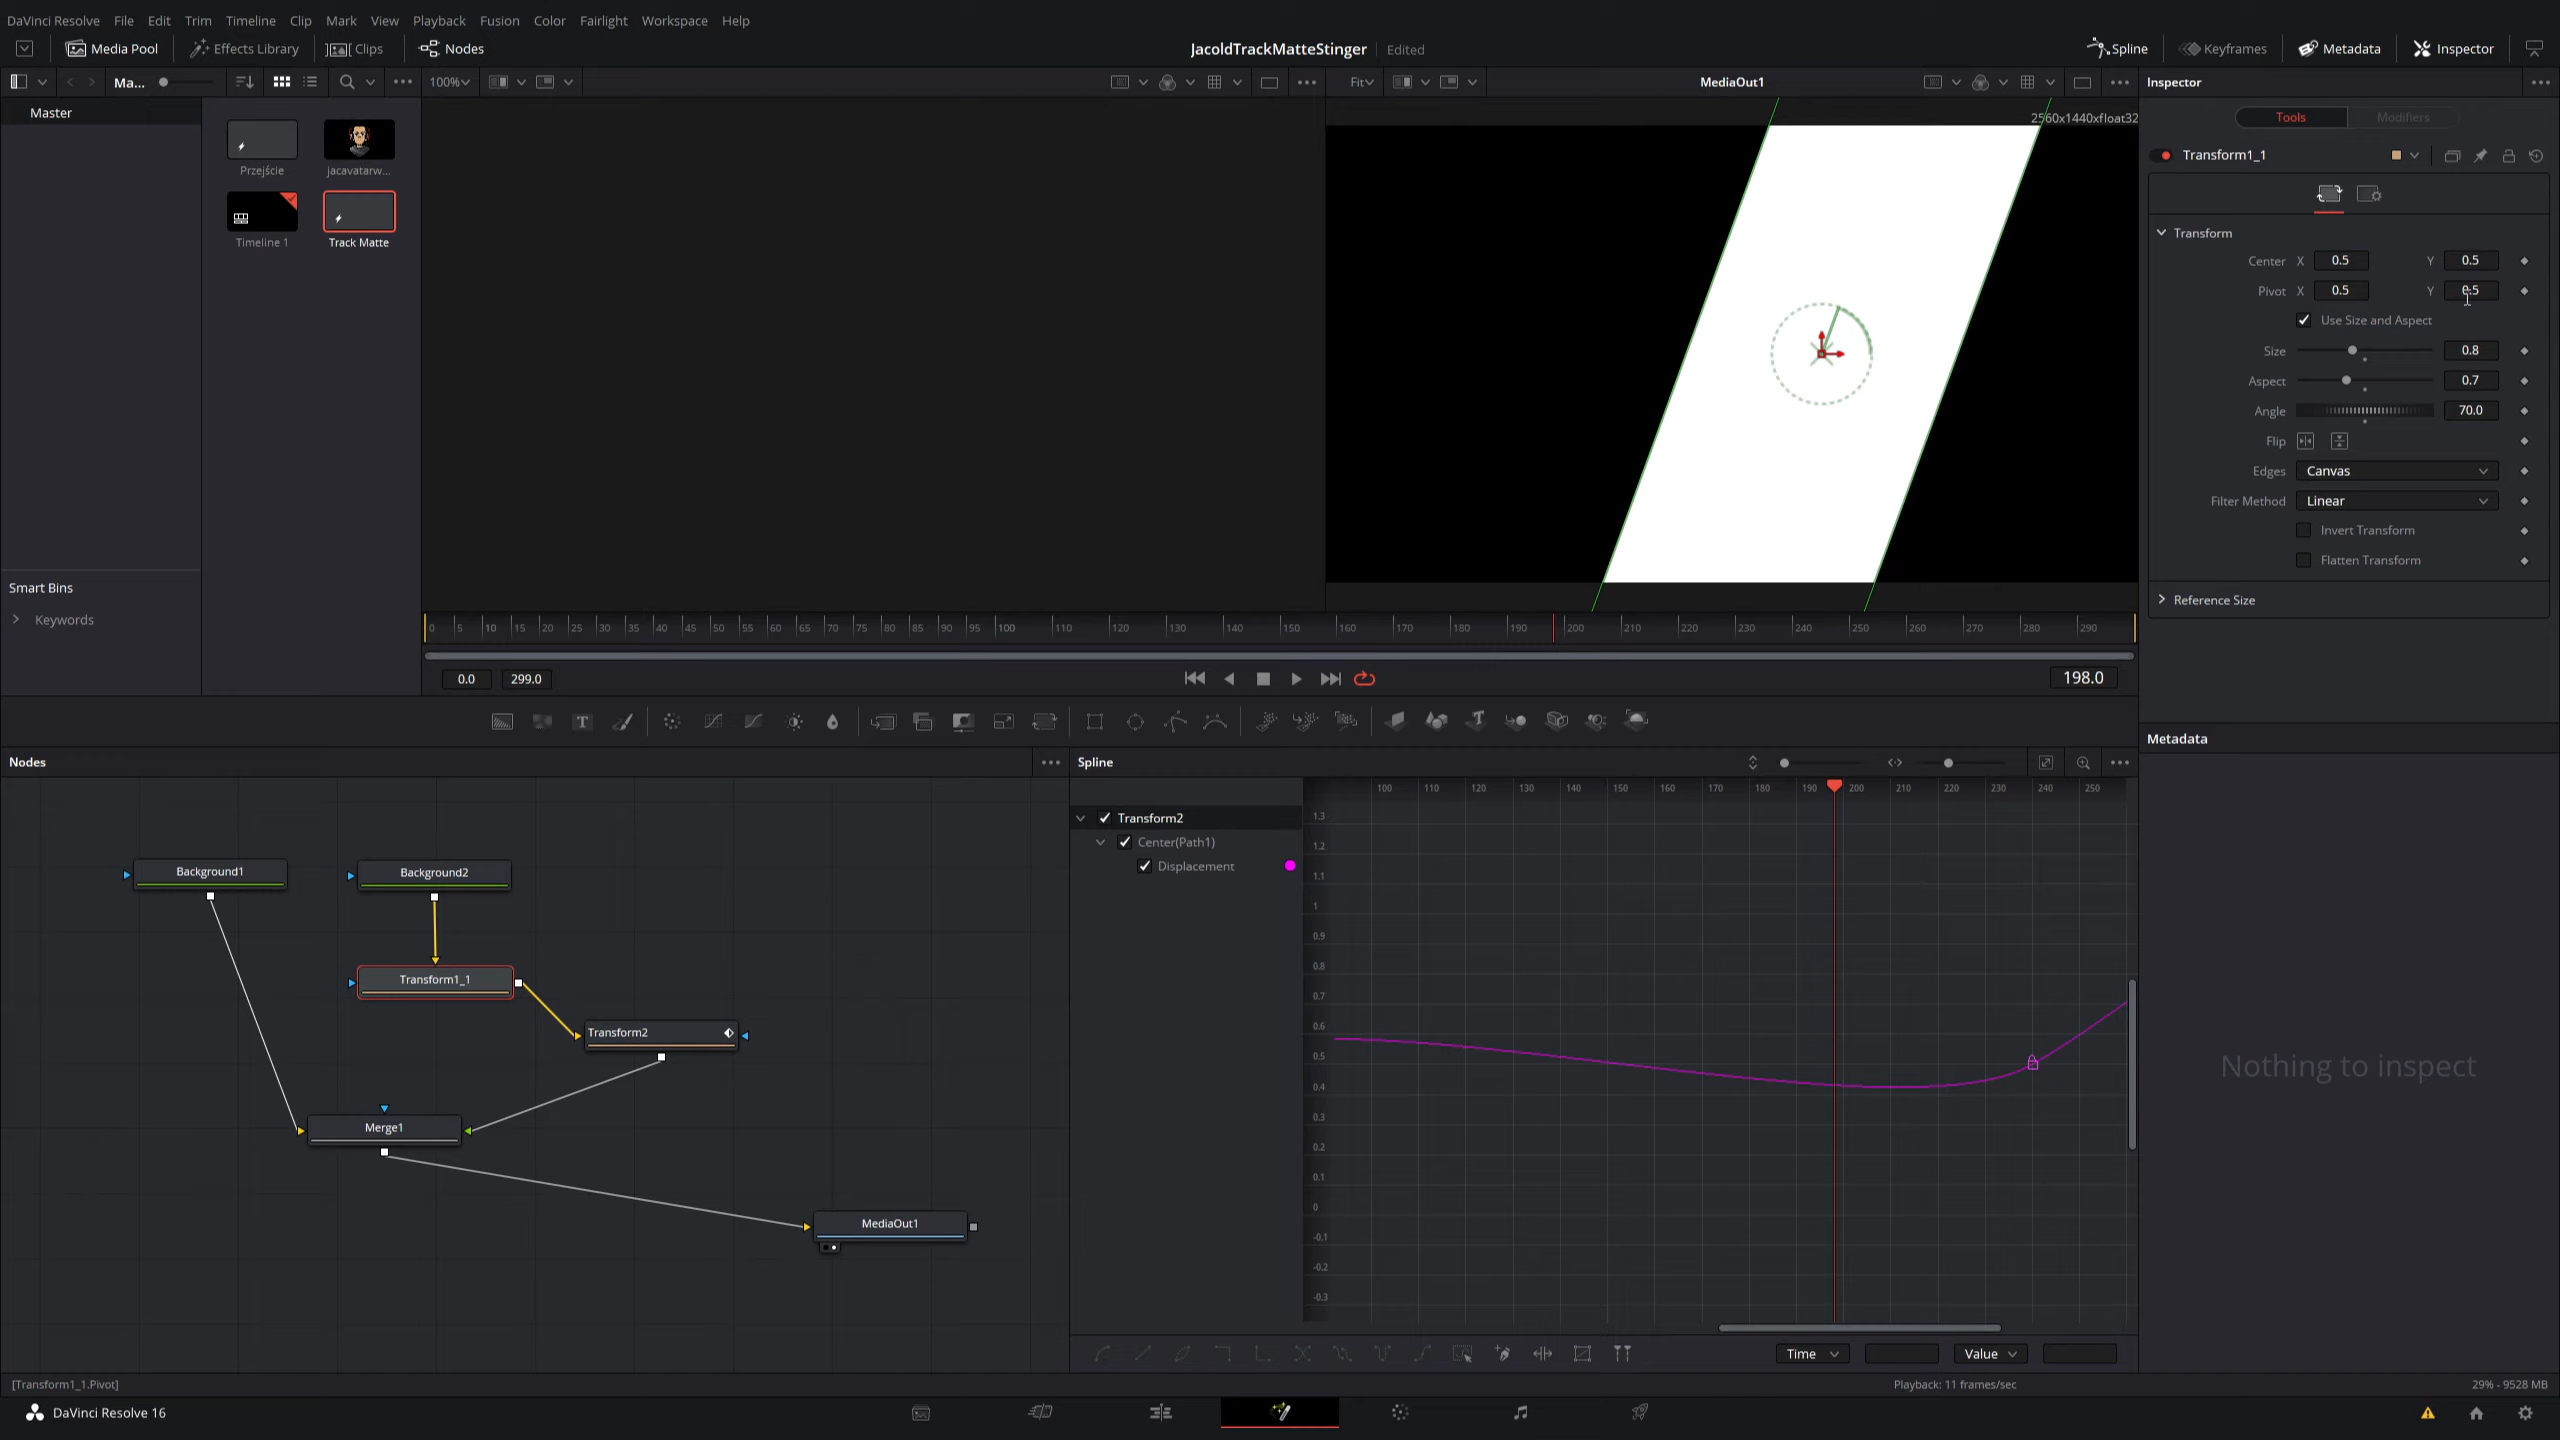 DaVinci Resolve File Edit Trim Timeline Clip Mark View Playback Fusion Color Fairlight Workspace Help
Media Pool Effects Library Clips Nodes JacoldTrackMatteStinger Edited Spline Keyframes Metadata Inspector
Ma... 100% Fit MediaOut1 Inspector
Master
2560x1440xfloat32
Tools Modifiers
Przejście jacavatarw...
Transform1_1
Timeline 1 Track Matte
Transform
Center X 0.5 Y 0.5
Pivot X 0.5 Y 0.5
Use Size and Aspect
Size 0.8
Aspect 0.7
Angle 70.0
Flip
Edges Canvas
Filter Method Linear
Invert Transform
Flatten Transform
Reference Size
Smart Bins
Keywords
0 5 10 15 20 25 30 35 40 45 50 55 60 65 70 75 80 85 90 95 100 110 120 130 140 150 160 170 180 190 200 210 220 230 240 250 260 270 280 290
0.0 299.0 198.0
T T
Nodes Spline Metadata
100 110 120 130 140 150 160 170 180 190 200 210 220 230 240 250
Transform2
Center(Path1)
Displacement
1.3
1.2
1.1
1
0.9
0.8
0.7
0.6
0.5
0.4
0.3
0.2
0.1
0
-0.1
-0.2
-0.3
Background1 Background2
Transform1_1
Transform2
Merge1
MediaOut1
Nothing to inspect
Time Value
[Transform1_1.Pivot] Playback: 11 frames/sec 29% - 9528 MB
DaVinci Resolve 16